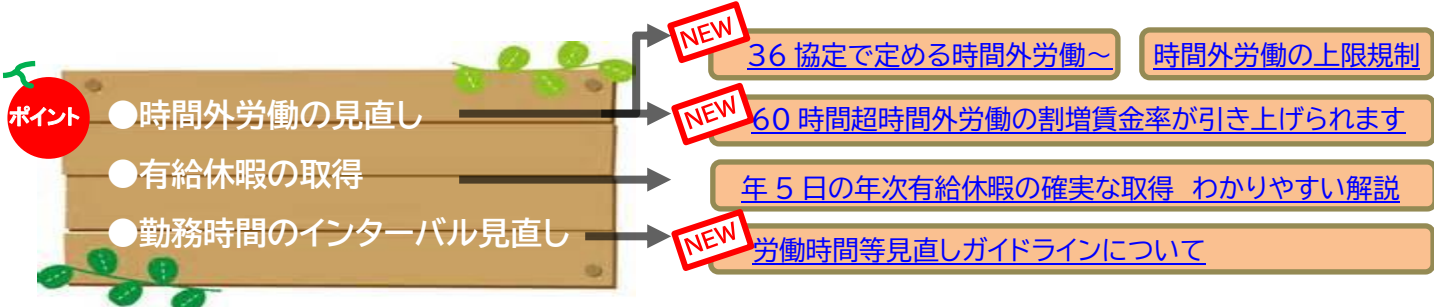 NEW
36協定で定める時間外労働～
時間外労働の上限規制
ポイント
●時間外労働の見直し
NEW
60時間超時間外労働の割増賃金率が引き上げられます
●有給休暇の取得
年5日の年次有給休暇の確実な取得　わかりやすい解説
●勤務時間のインターバル見直し
NEW
労働時間等見直しガイドラインについて